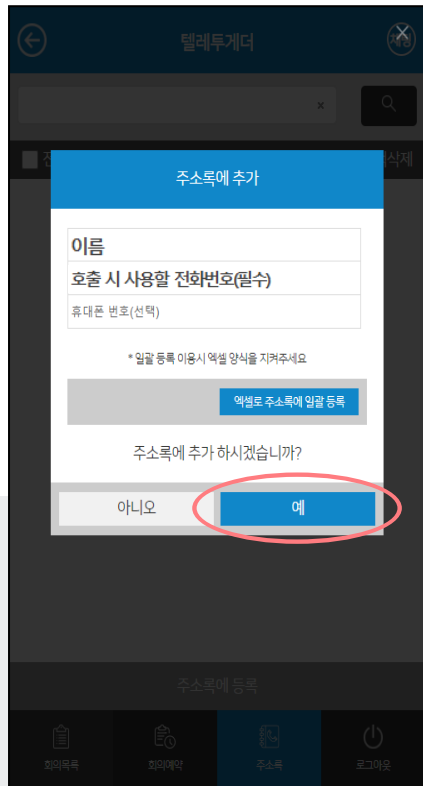 텔레투게더
x
주소록에 추가
이름
호출 시 사용할 전화번호(필수)
휴대폰 번호(선택)
* 일괄 등록 이용시 엑셀 양식을 지켜주세요
엑셀로 주소록에 일괄 등록
주소록에 추가 하시겠습니까?
아니오 예
주소록에 등록
회의목록 회의예약 주소록 로그아웃